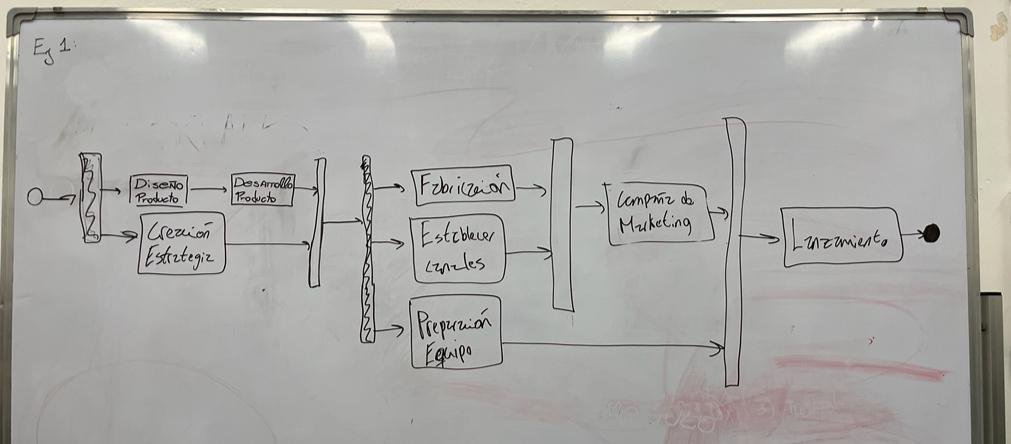 Ej 1:
Diseño
Producto
Desarrollo
Producto
Creación
Estrategia
Fabricación
Establecer
canales
Preparación
Equipo
Campaña de
Marketing
Lanzamiento